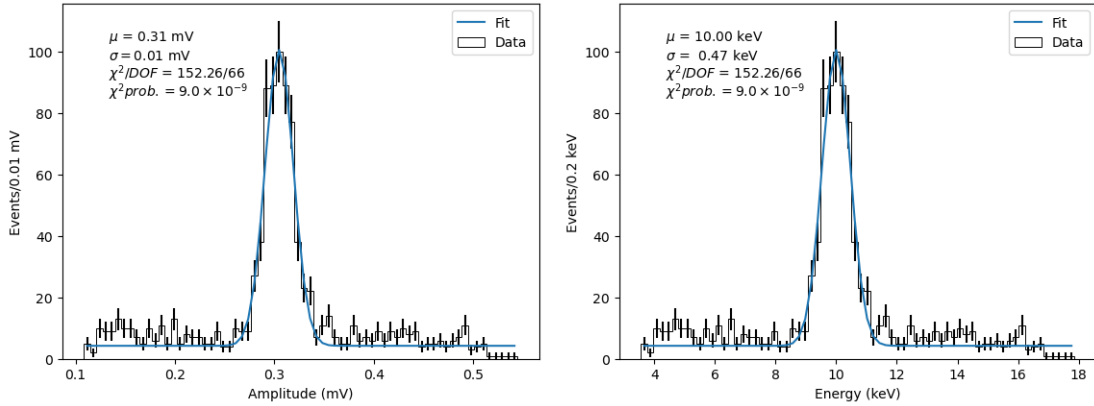 μ = 0.31 mV
σ = 0.01 mV
χ²/DOF = 152.26/66
χ²prob. = 9.0 × 10⁻⁹
Fit
Data
Events/0.01 mV
100
80
60
40
20
0
0.1 0.2 0.3 0.4 0.5
Amplitude (mV)
μ = 10.00 keV
σ = 0.47 keV
χ²/DOF = 152.26/66
χ²prob. = 9.0 × 10⁻⁹
Fit
Data
Events/0.2 keV
100
80
60
40
20
0
4 6 8 10 12 14 16 18
Energy (keV)